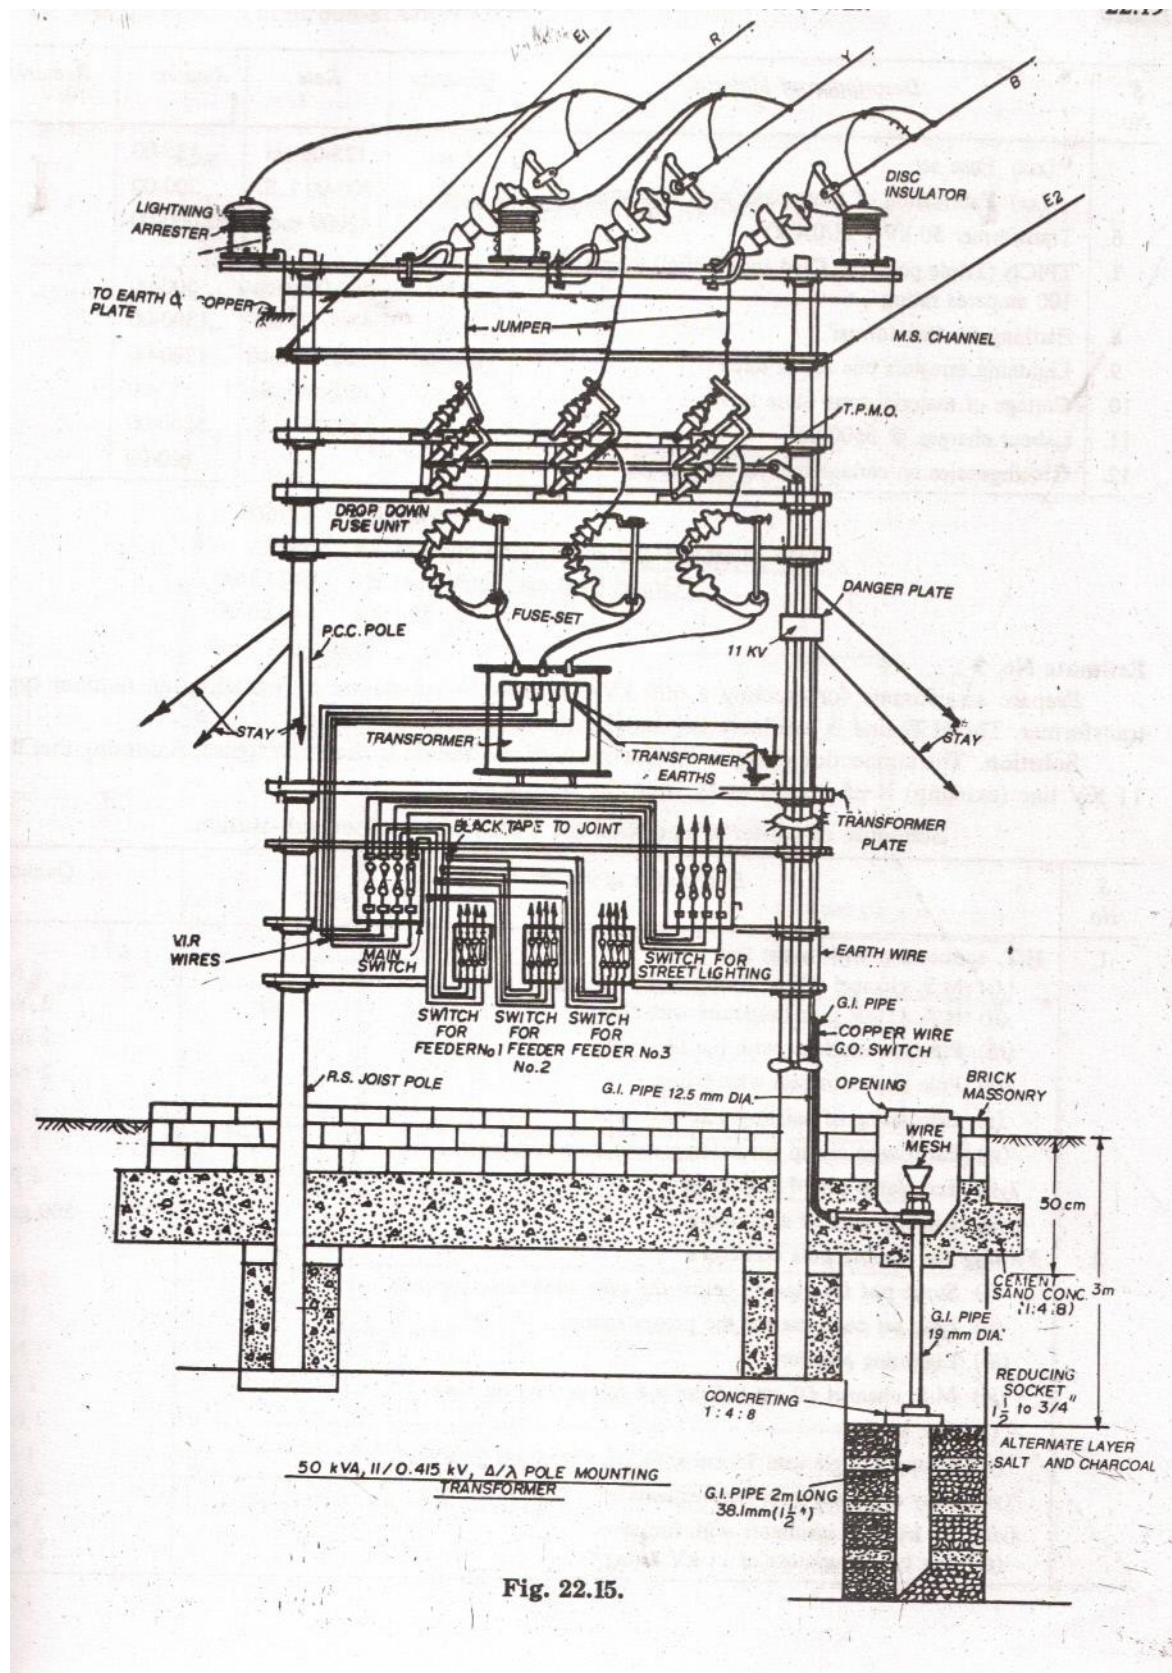 E1
R
Y
B
E2
DISC
INSULATOR
LIGHTNING
ARRESTER
TO EARTH COPPER
PLATE
JUMPER
M.S. CHANNEL
T.P.M.O.
DROP DOWN
FUSE UNIT
FUSE-SET
DANGER PLATE
11 KV
P.C.C. POLE
STAY
STAY
TRANSFORMER
TRANSFORMER
EARTHS
BLACK TAPE TO JOINT
TRANSFORMER
PLATE
V.I.R
WIRES
MAIN
SWITCH
SWITCH FOR
STREET LIGHTING
EARTH WIRE
SWITCH SWITCH SWITCH
FOR FOR FOR
FEEDER No 1 FEEDER FEEDER No 3
No. 2
G.I. PIPE
COPPER WIRE
G.O. SWITCH
R.S. JOIST POLE
G.I. PIPE 12.5 mm DIA.
OPENING
BRICK
MASONRY
WIRE
MESH
50 cm
CEMENT
SAND CONC.
(1:4:8)
3m
G.I. PIPE
19 mm DIA.
REDUCING
SOCKET
1 1/2 to 3/4"
CONCRETING
1:4:8
ALTERNATE LAYER
SALT AND CHARCOAL
G.I. PIPE 2m LONG
38.1mm (1 1/2")
50 kVA, 11/0.415 kV, Δ/λ POLE MOUNTING
TRANSFORMER
Fig. 22.15.